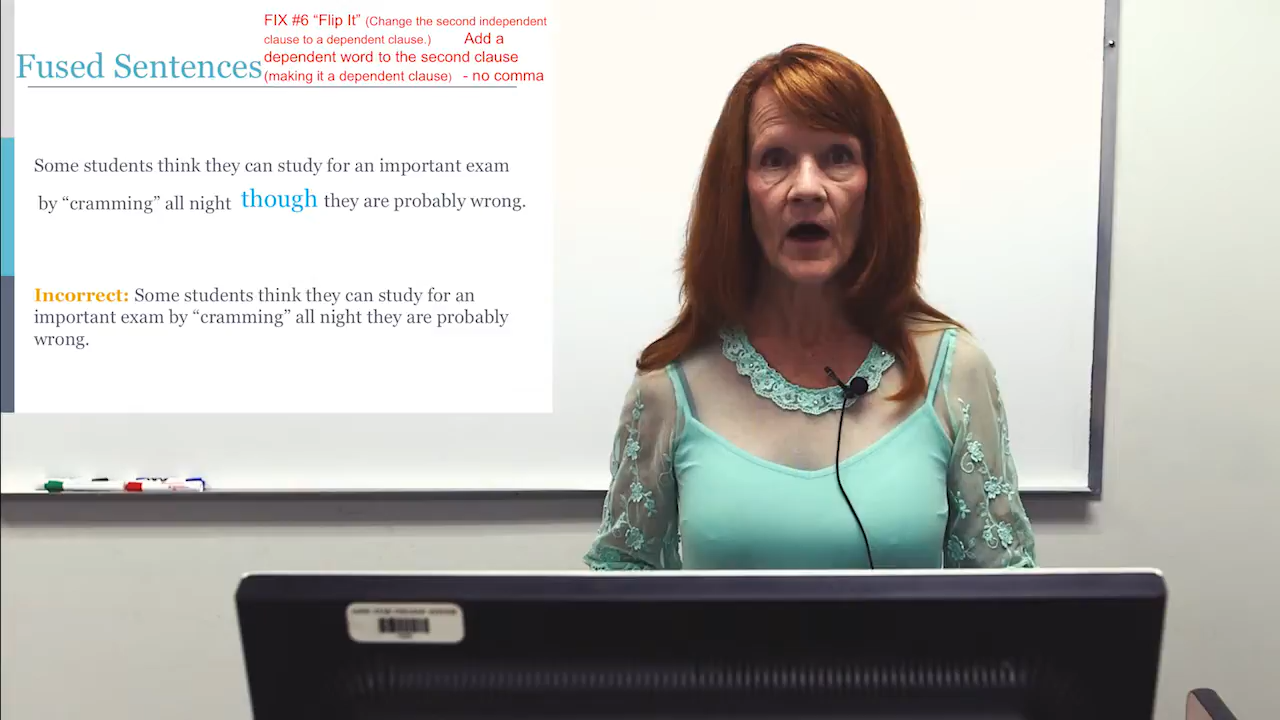 FIX #6 “Flip It” (Change the second independent
clause to a dependent clause.) Add a
dependent word to the second clause
(making it a dependent clause) - no comma
Fused Sentences
Some students think they can study for an important exam
by “cramming” all night though they are probably wrong.
Incorrect: Some students think they can study for an
important exam by “cramming” all night they are probably
wrong.